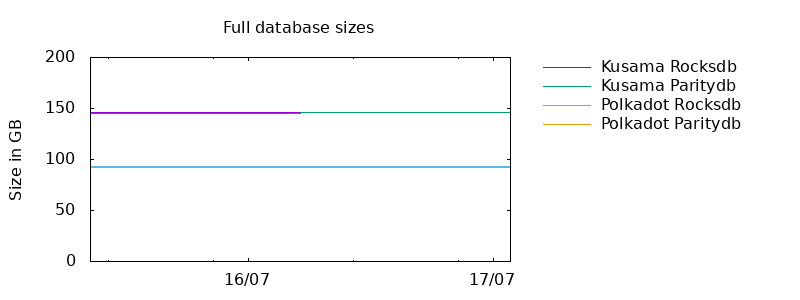 Full database sizes
200
150
100
50
0
Size in GB
16/07
17/07
Kusama Rocksdb
Kusama Paritydb
Polkadot Rocksdb
Polkadot Paritydb